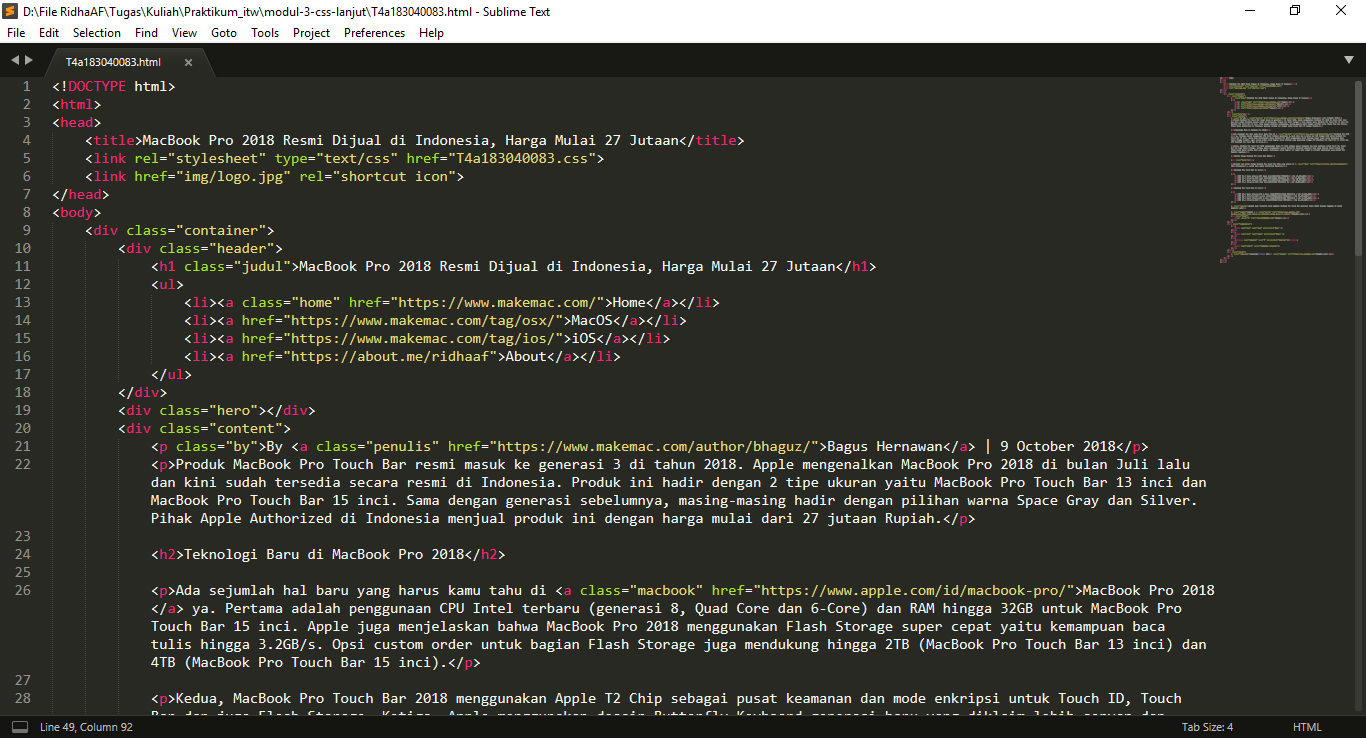 D:\File RidhaAF\Tugas\Kuliah\Praktikum_itw\modul-3-css-lanjut\T4a183040083.html - Sublime Text
File Edit Selection Find View Goto Tools Project Preferences Help
T4a183040083.html
1 <!DOCTYPE html>
2 <html>
3 <head>
4 <title>MacBook Pro 2018 Resmi Dijual di Indonesia, Harga Mulai 27 Jutaan</title>
5 <link rel="stylesheet" type="text/css" href="T4a183040083.css">
6 <link href="img/logo.jpg" rel="shortcut icon">
7 </head>
8 <body>
9 <div class="container">
10 <div class="header">
11 <h1 class="judul">MacBook Pro 2018 Resmi Dijual di Indonesia, Harga Mulai 27 Jutaan</h1>
12 <ul>
13 <li><a class="home" href="https://www.makemac.com/">Home</a></li>
14 <li><a href="https://www.makemac.com/tag/osx/">MacOS</a></li>
15 <li><a href="https://www.makemac.com/tag/ios/">iOS</a></li>
16 <li><a href="https://about.me/ridhaaf">About</a></li>
17 </ul>
18 </div>
19 <div class="hero"></div>
20 <div class="content">
21 <p class="by">By <a class="penulis" href="https://www.makemac.com/author/bhaguz/">Bagus Hernawan</a> | 9 October 2018</p>
22 <p>Produk MacBook Pro Touch Bar resmi masuk ke generasi 3 di tahun 2018. Apple mengenalkan MacBook Pro 2018 di bulan Juli lalu
dan kini sudah tersedia secara resmi di Indonesia. Produk ini hadir dengan 2 tipe ukuran yaitu MacBook Pro Touch Bar 13 inci dan
MacBook Pro Touch Bar 15 inci. Sama dengan generasi sebelumnya, masing-masing hadir dengan pilihan warna Space Gray dan Silver.
Pihak Apple Authorized di Indonesia menjual produk ini dengan harga mulai dari 27 jutaan Rupiah.</p>
23
24 <h2>Teknologi Baru di MacBook Pro 2018</h2>
25
26 <p>Ada sejumlah hal baru yang harus kamu tahu di <a class="macbook" href="https://www.apple.com/id/macbook-pro/">MacBook Pro 2018
</a> ya. Pertama adalah penggunaan CPU Intel terbaru (generasi 8, Quad Core dan 6-Core) dan RAM hingga 32GB untuk MacBook Pro
Touch Bar 15 inci. Apple juga menjelaskan bahwa MacBook Pro 2018 menggunakan Flash Storage super cepat yaitu kemampuan baca
tulis hingga 3.2GB/s. Opsi custom order untuk bagian Flash Storage juga mendukung hingga 2TB (MacBook Pro Touch Bar 13 inci) dan
4TB (MacBook Pro Touch Bar 15 inci).</p>
27
28 <p>Kedua, MacBook Pro Touch Bar 2018 menggunakan Apple T2 Chip sebagai pusat keamanan dan mode enkripsi untuk Touch ID, Touch
Line 49, Column 92
Tab Size: 4
HTML